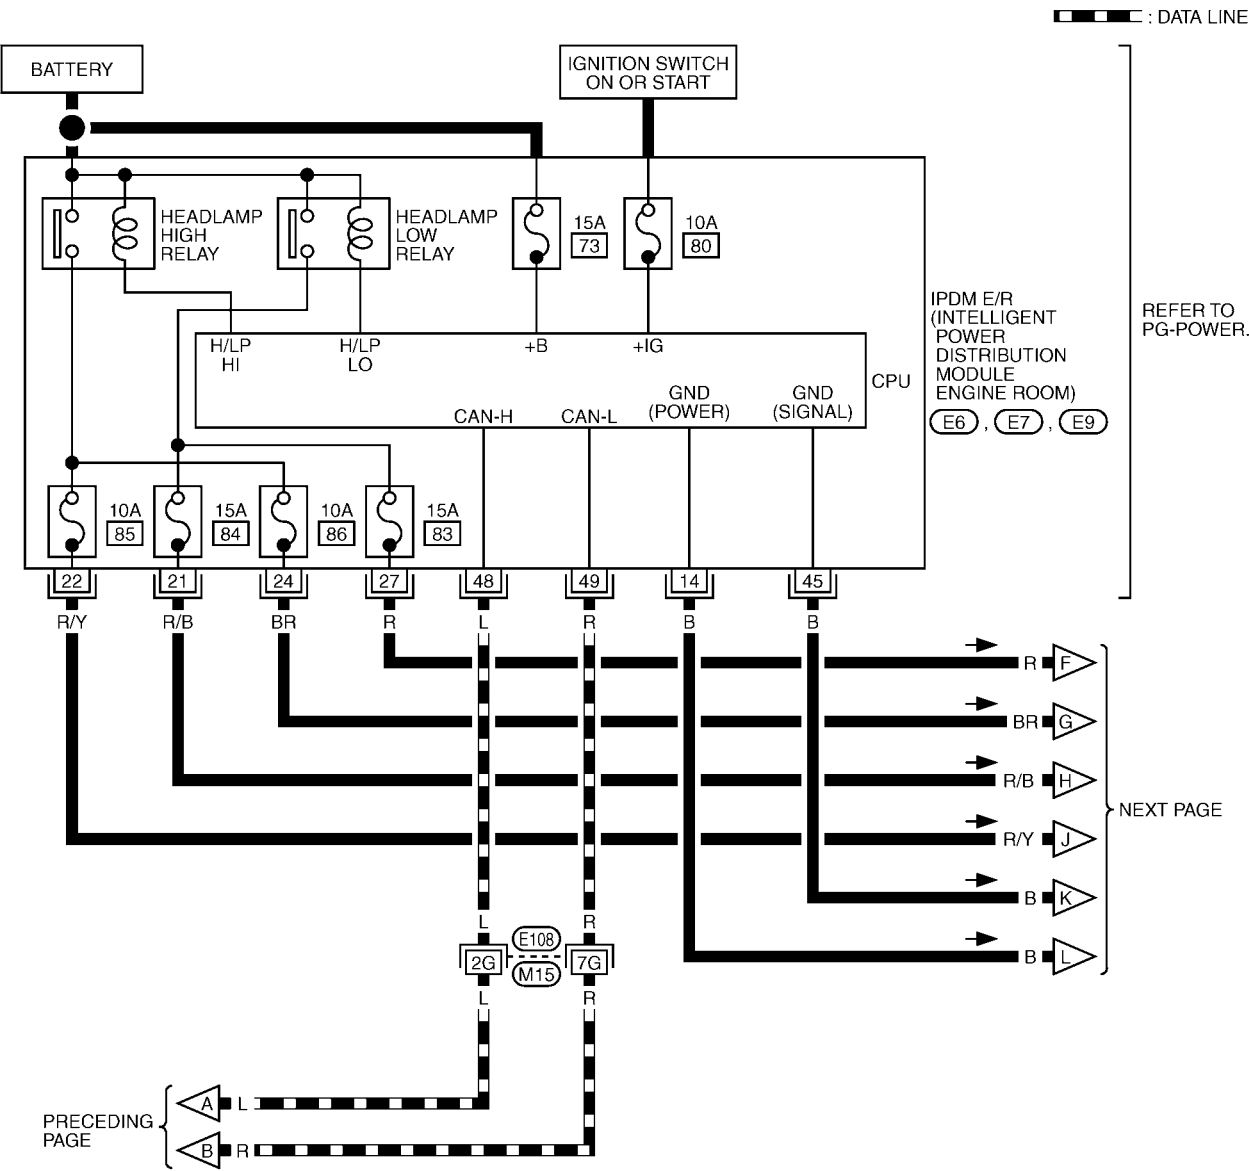 : DATA LINE
BATTERY
IGNITION SWITCH
ON OR START
HEADLAMP
HIGH
RELAY
HEADLAMP
LOW
RELAY
15A
73
10A
80
IPDM E/R
(INTELLIGENT
POWER
DISTRIBUTION
MODULE
ENGINE ROOM)
E6 , E7 , E9
REFER TO
PG-POWER.
H/LP
HI
H/LP
LO
+B
+IG
CPU
CAN-H
CAN-L
GND
(POWER)
GND
(SIGNAL)
10A
85
15A
84
10A
86
15A
83
22
21
24
27
48
49
14
45
R/Y
R/B
BR
R
L
R
B
B
R F
BR G
R/B H
R/Y J
B K
B L
NEXT PAGE
L
R
2G
E108
M15
7G
L
R
PRECEDING
PAGE
A L
B R